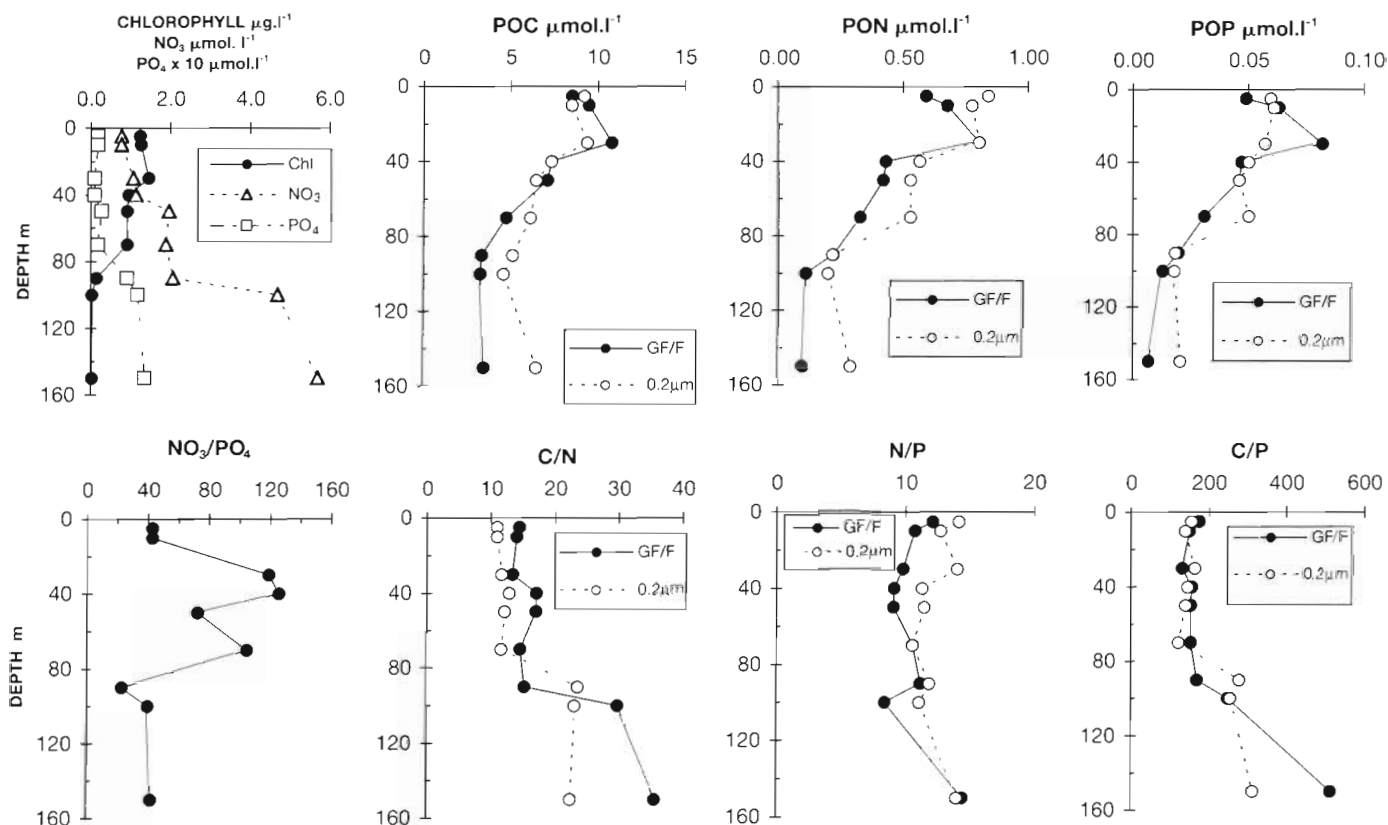 CHLOROPHYLL µg.l⁻¹
NO₃ µmol. l⁻¹
PO₄ x 10 µmol.l⁻¹
0.0 2.0 4.0 6.0
DEPTH m
0
40
80
120
160
Chl
NO₃
PO₄
POC µmol.l⁻¹
0 5 10 15
0
40
80
120
160
GF/F
0.2µm
PON µmol.l⁻¹
0.00 0.50 1.00
0
40
80
120
160
GF/F
0.2µm
POP µmol.l⁻¹
0.00 0.05 0.10
0
40
80
120
160
GF/F
0.2µm
NO₃/PO₄
0 40 80 120 160
DEPTH m
0
40
80
120
160
C/N
0 10 20 30 40
0
40
80
120
160
GF/F
0.2µm
N/P
0 10 20
0
40
80
120
160
GF/F
0.2µm
C/P
0 200 400 600
0
40
80
120
160
GF/F
0.2µm